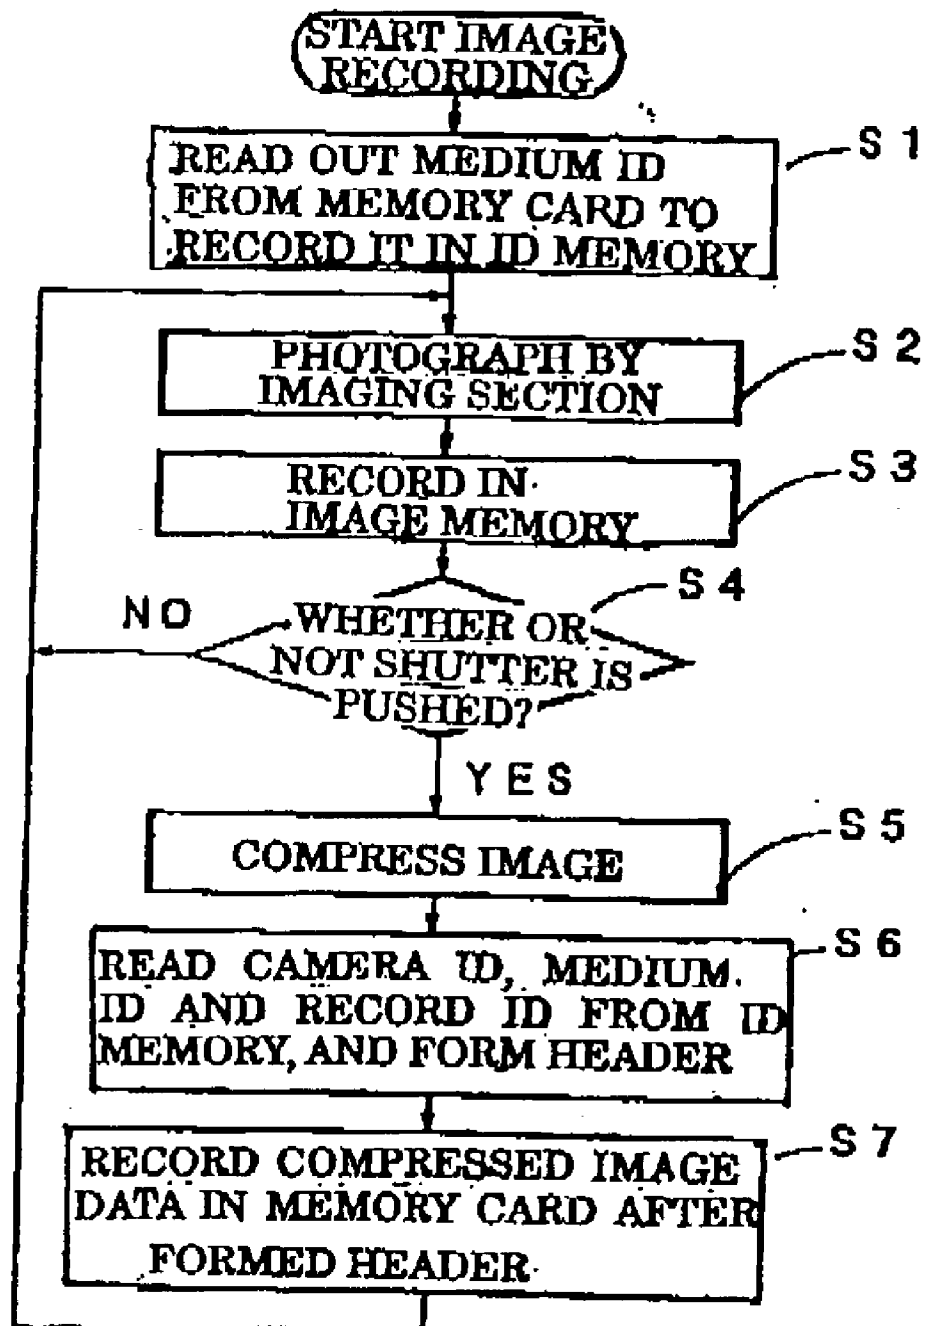 START IMAGE
RECORDING
S 1
READ OUT MEDIUM ID
FROM MEMORY CARD TO
RECORD IT IN ID MEMORY
S 2
PHOTOGRAPH BY
IMAGING SECTION
S 3
RECORD IN
IMAGE MEMORY
S 4
NO
WHETHER OR
NOT SHUTTER IS
PUSHED?
YES
S 5
COMPRESS IMAGE
S 6
READ CAMERA ID, MEDIUM
ID AND RECORD ID FROM ID
MEMORY, AND FORM HEADER
S 7
RECORD COMPRESSED IMAGE
DATA IN MEMORY CARD AFTER
FORMED HEADER